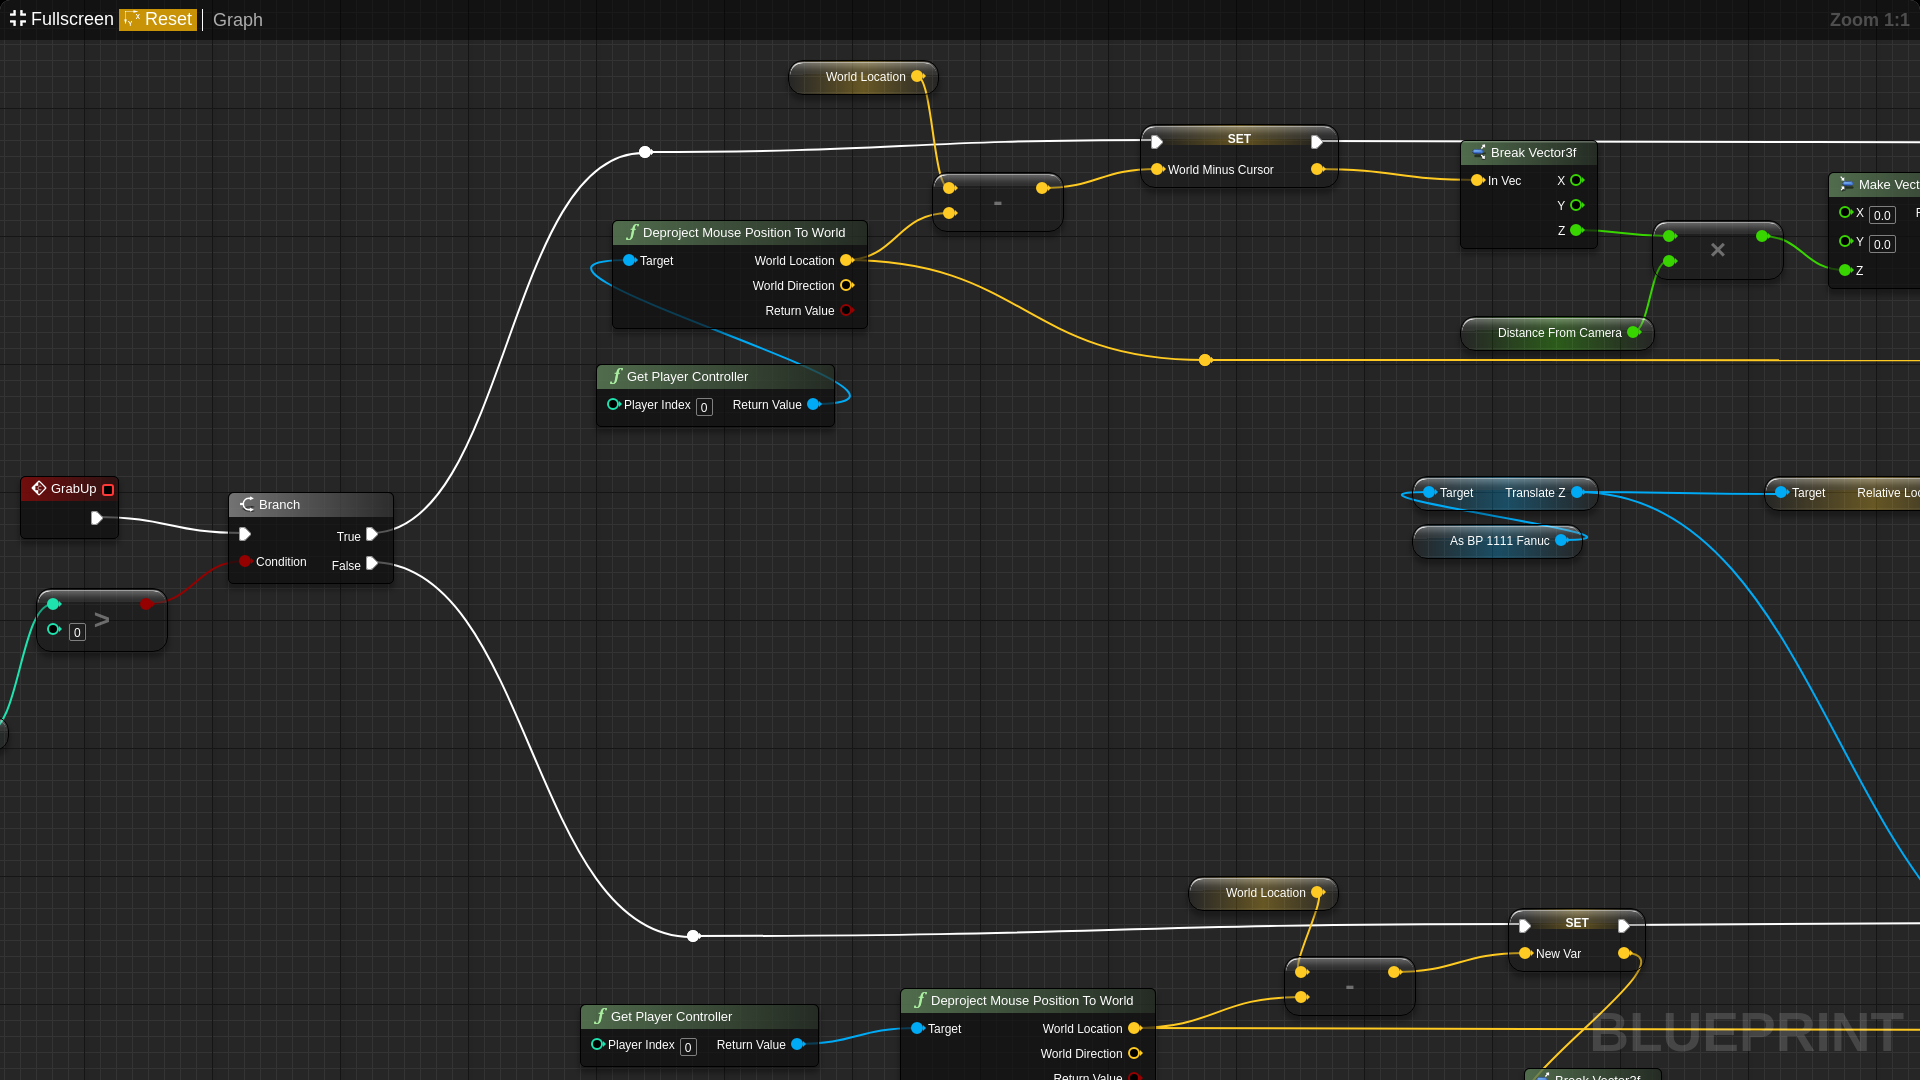 Fullscreen Reset Graph Zoom 1:1
World Location
SET
World Minus Cursor
Break Vector3f
In Vec X
Y
Z
-
Make Vect
X 0.0
Y 0.0
Z
×
Deproject Mouse Position To World
Target World Location
World Direction
Return Value
Distance From Camera
Get Player Controller
Player Index 0 Return Value
GrabUp
Branch
True
Condition
False
>
0
Target Translate Z
Target Relative Loc
As BP 1111 Fanuc
World Location
SET
New Var
-
Deproject Mouse Position To World
Target World Location
World Direction
Return Value
Get Player Controller
Player Index 0 Return Value
BLUEPRINT
Break Vector3f